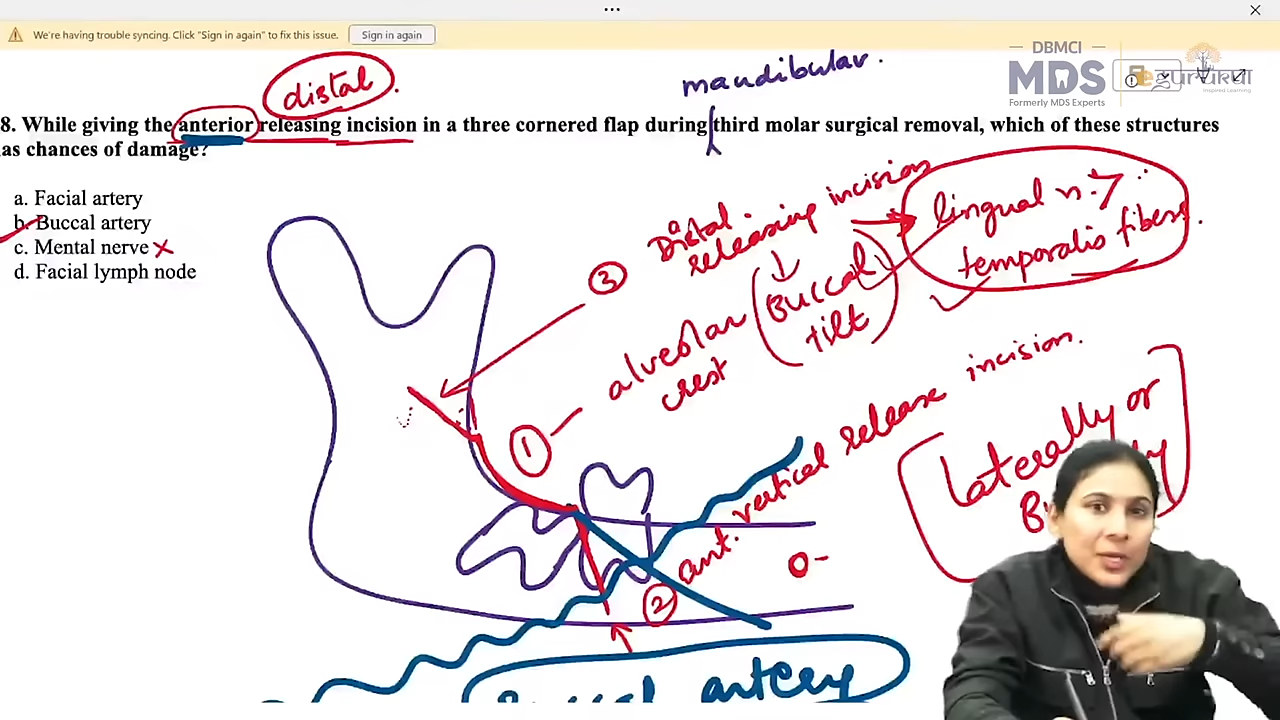 We're having trouble syncing. Click "Sign in again" to fix this issue. Sign in again
DBMCI
MDS
Formerly MDS Experts
eGurukul
Inspired Learning
mandibular.
distal.
8. While giving the anterior releasing incision in a three cornered flap during third molar surgical removal, which of these structures
as chances of damage?
a. Facial artery
b. Buccal artery
c. Mental nerve ×
d. Facial lymph node
③ Distal
releasing incision
lingual n.
temporalis fibers.
Buccal
tilt
① alveolar
crest
② ant. vertical release incision.
Laterally or
Buccal artery